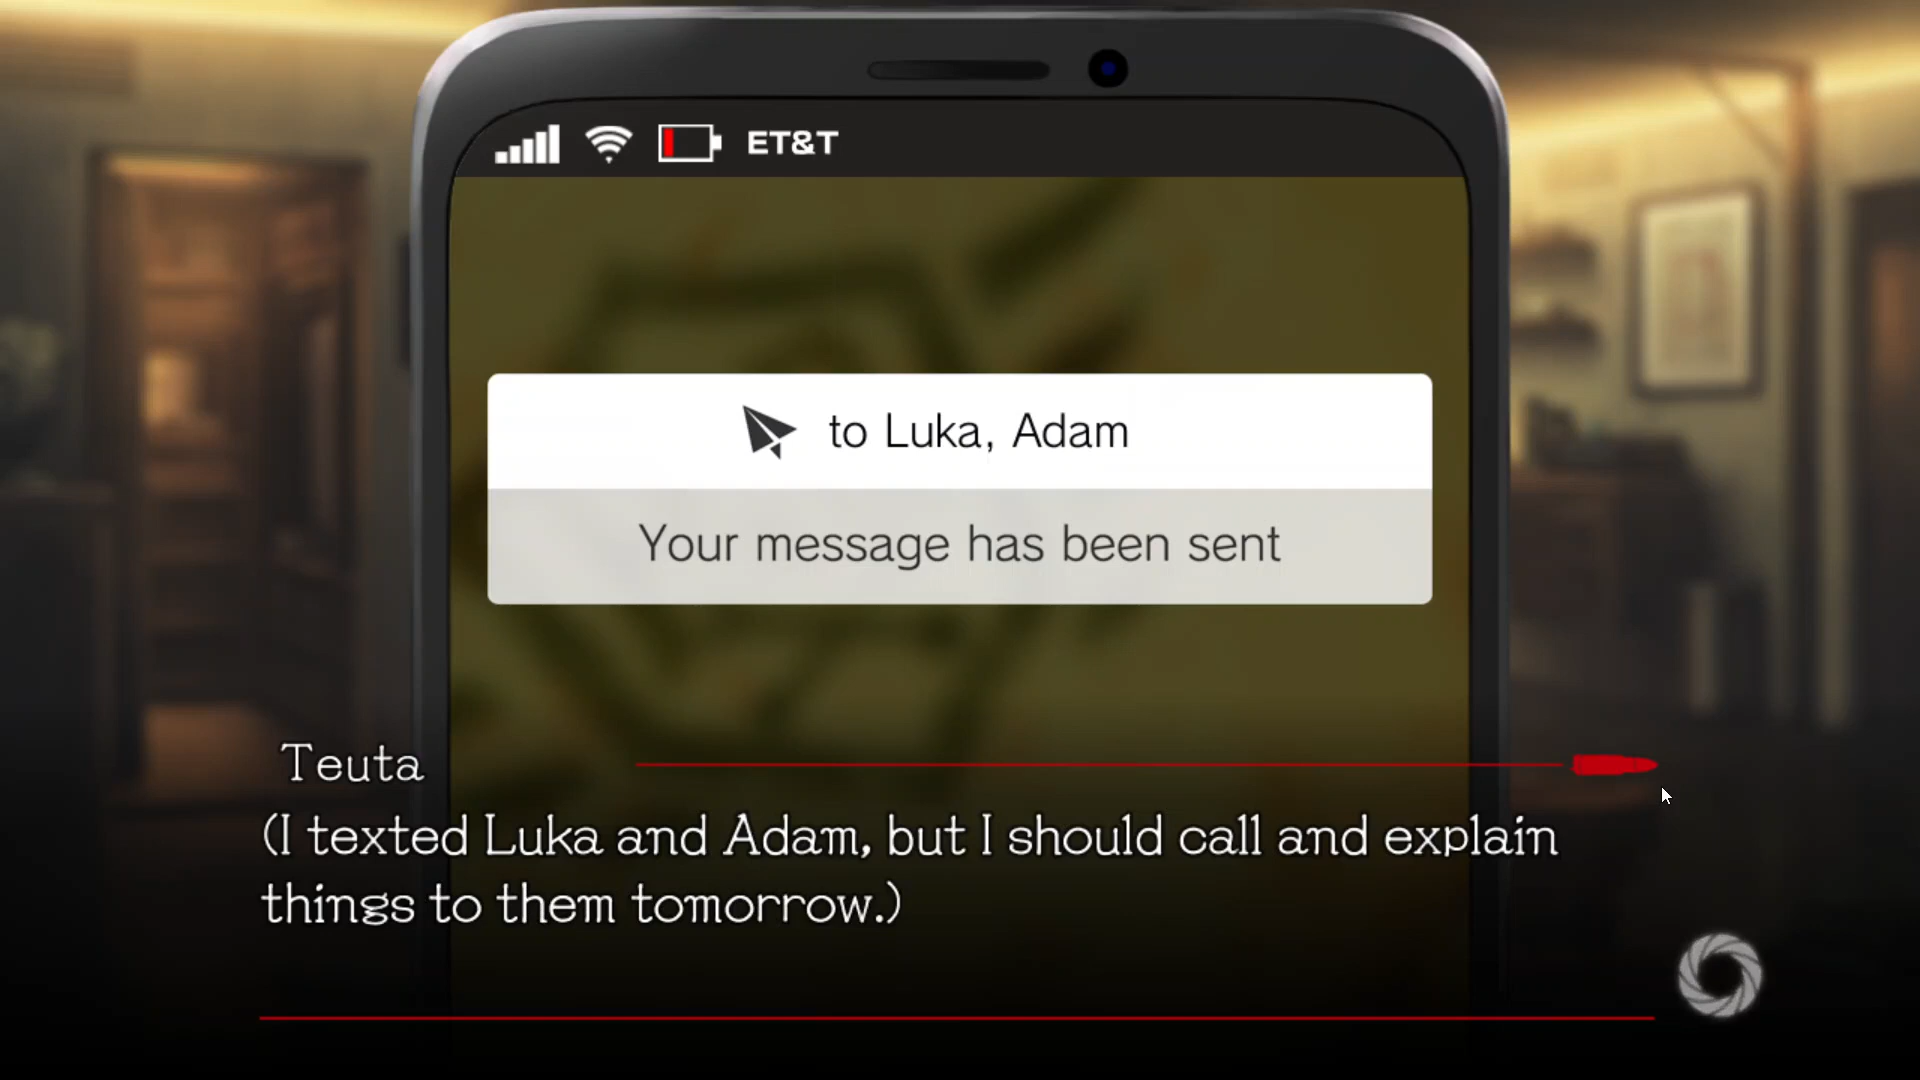 ET&T
to Luka, Adam
Your message has been sent
Teuta
(I texted Luka and Adam, but I should call and explain
things to them tomorrow.)